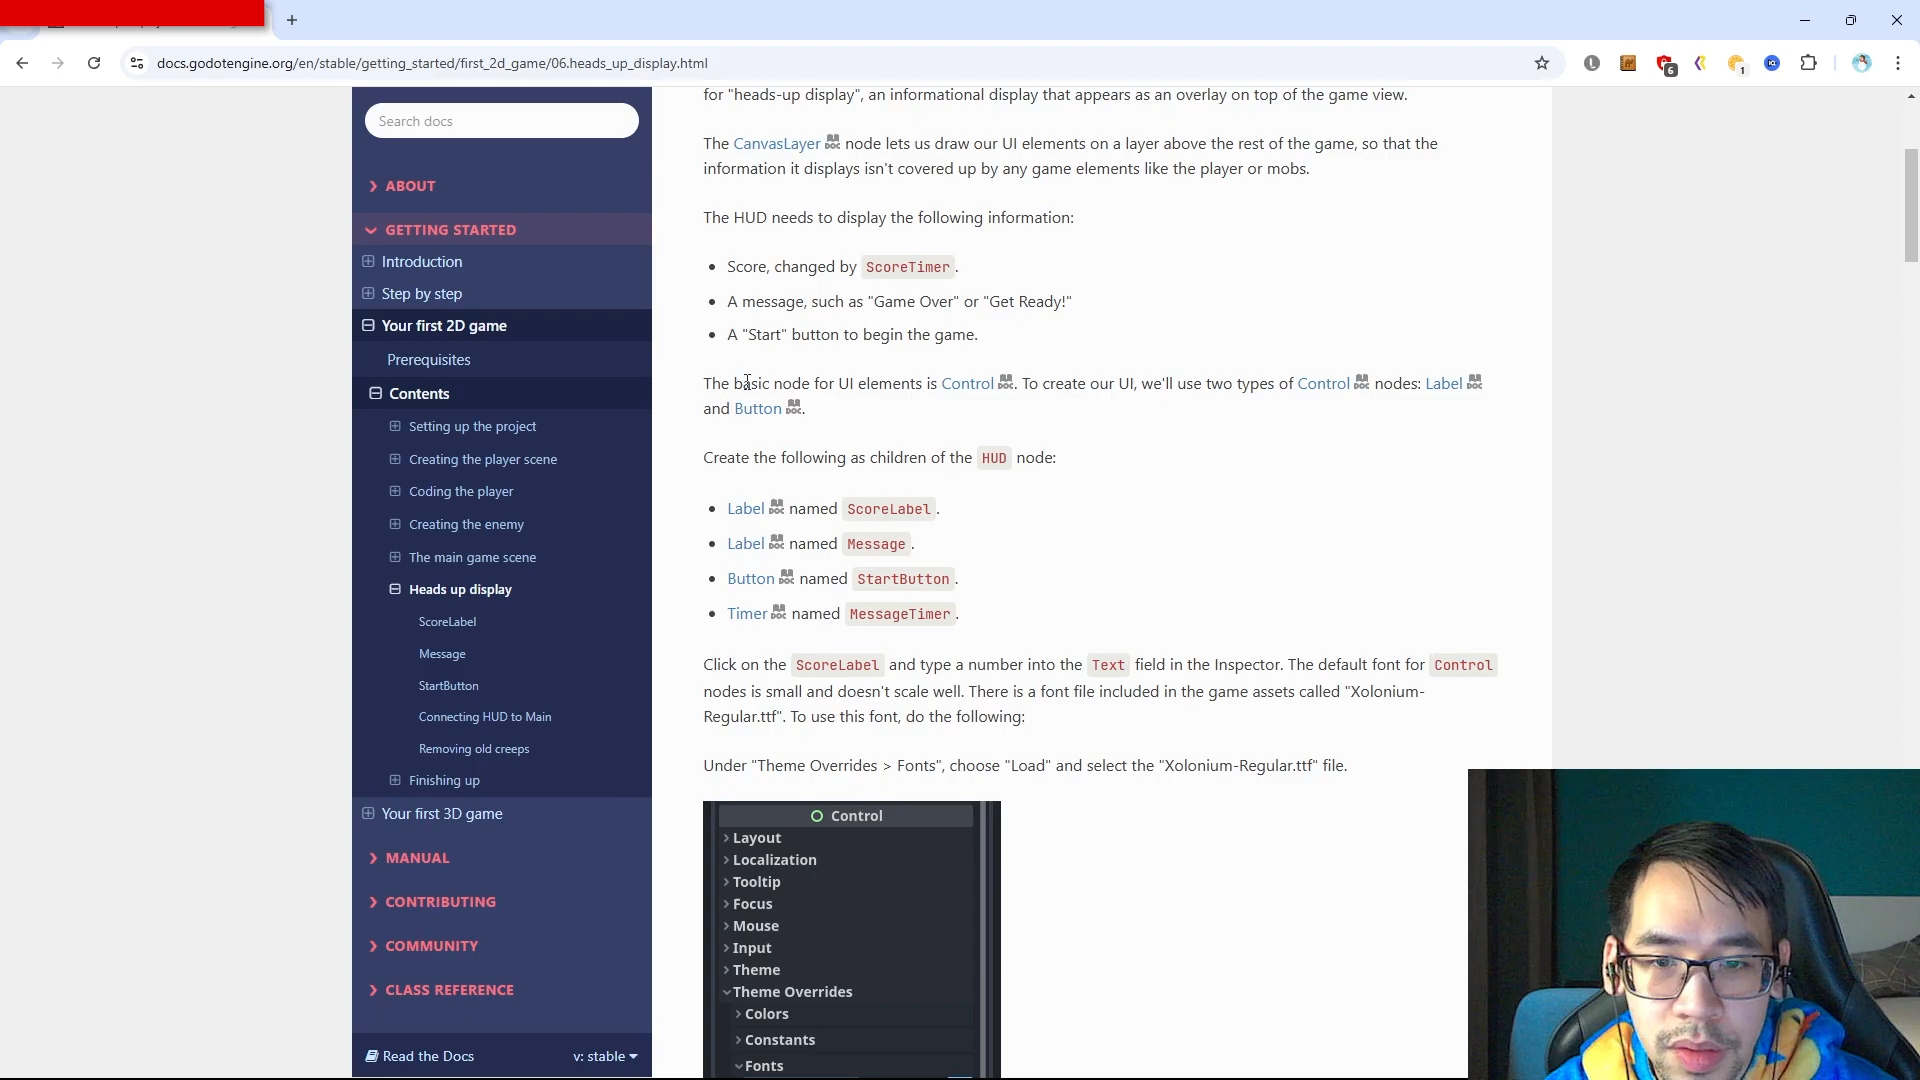 docs.godotengine.org/en/stable/getting_started/first_2d_game/06.heads_up_display.html
6
1
Search docs
ABOUT
GETTING STARTED
Introduction
Step by step
Your first 2D game
Prerequisites
Contents
Setting up the project
Creating the player scene
Coding the player
Creating the enemy
The main game scene
Heads up display
ScoreLabel
Message
StartButton
Connecting HUD to Main
Removing old creeps
Finishing up
Your first 3D game
MANUAL
CONTRIBUTING
COMMUNITY
CLASS REFERENCE
Read the Docs v: stable
for "heads-up display", an informational display that appears as an overlay on top of the game view.
The CanvasLayer DOC node lets us draw our UI elements on a layer above the rest of the game, so that the
information it displays isn't covered up by any game elements like the player or mobs.
The HUD needs to display the following information:
Score, changed by ScoreTimer.
A message, such as "Game Over" or "Get Ready!"
A "Start" button to begin the game.
The basic node for UI elements is Control DOC. To create our UI, we'll use two types of Control DOC nodes: Label DOC
and Button DOC.
Create the following as children of the HUD node:
Label DOC named ScoreLabel.
Label DOC named Message.
Button DOC named StartButton.
Timer DOC named MessageTimer.
Click on the ScoreLabel and type a number into the Text field in the Inspector. The default font for Control
nodes is small and doesn't scale well. There is a font file included in the game assets called "Xolonium-
Regular.ttf". To use this font, do the following:
Under "Theme Overrides > Fonts", choose "Load" and select the "Xolonium-Regular.ttf" file.
Control
Layout
Localization
Tooltip
Focus
Mouse
Input
Theme
Theme Overrides
Colors
Constants
Fonts